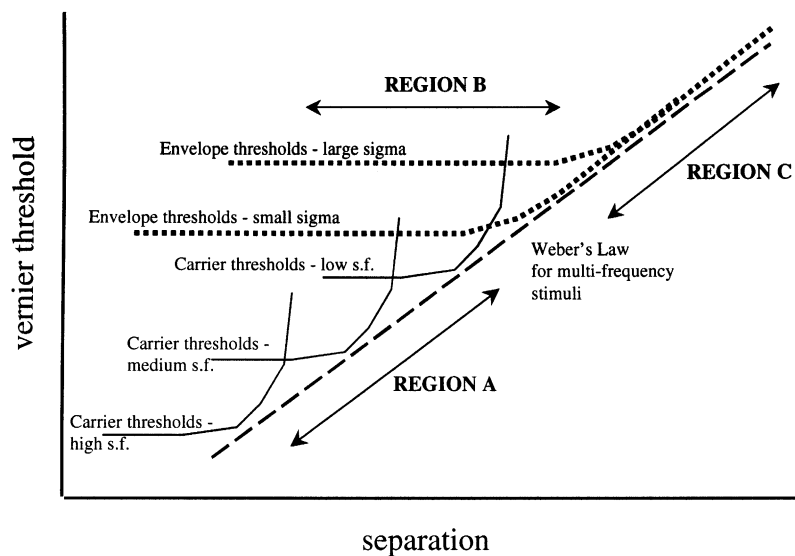 REGION B
Envelope thresholds - large sigma
REGION C
Envelope thresholds - small sigma
Weber's Law
for multi-frequency
stimuli
Carrier thresholds - low s.f.
Carrier thresholds -
medium s.f.
REGION A
Carrier thresholds -
high s.f.
vernier threshold
separation